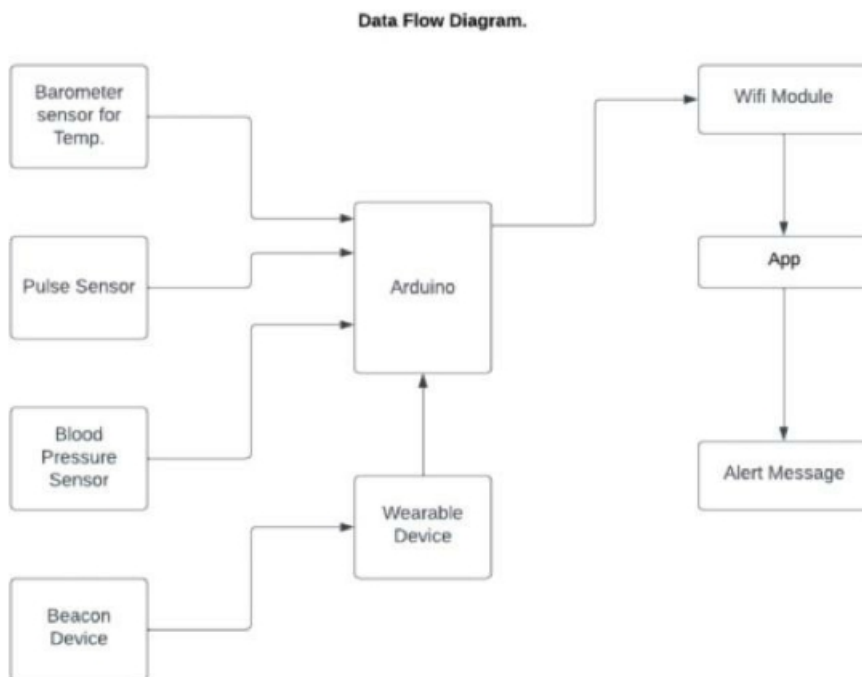 Data Flow Diagram.
Barometer
sensor for
Temp.
Wifi Module
Pulse Sensor
Arduino
App
Blood
Pressure
Sensor
Wearable
Device
Alert Message
Beacon
Device